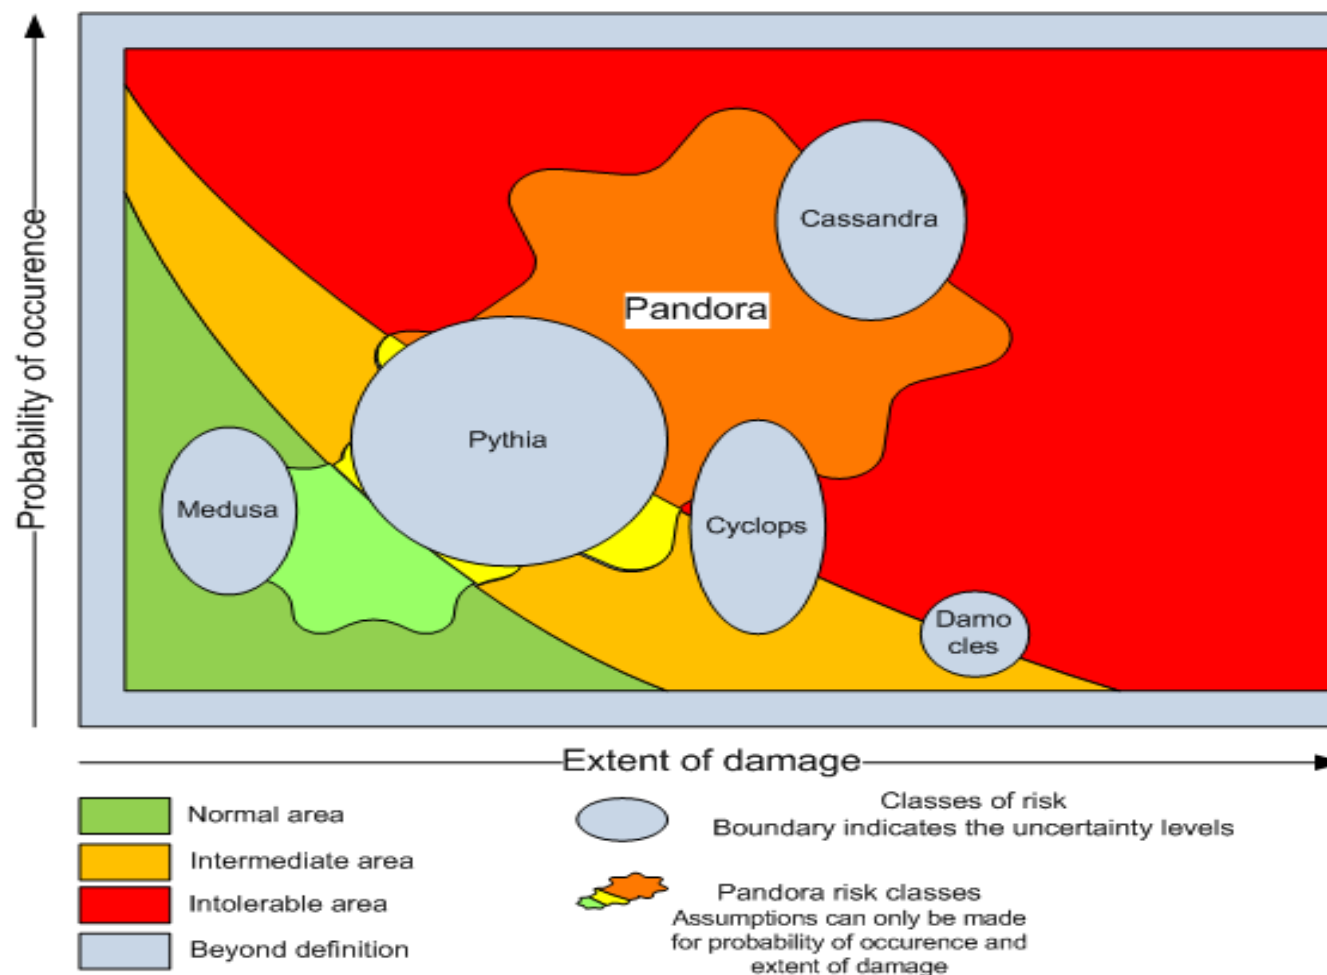 Probability of occurence
Cassandra
Pandora
Pythia
Medusa
Cyclops
Damo
cles
Extent of damage
Normal area
Intermediate area
Intolerable area
Beyond definition
Classes of risk
Boundary indicates the uncertainty levels
Pandora risk classes
Assumptions can only be made
for probability of occurence and
extent of damage